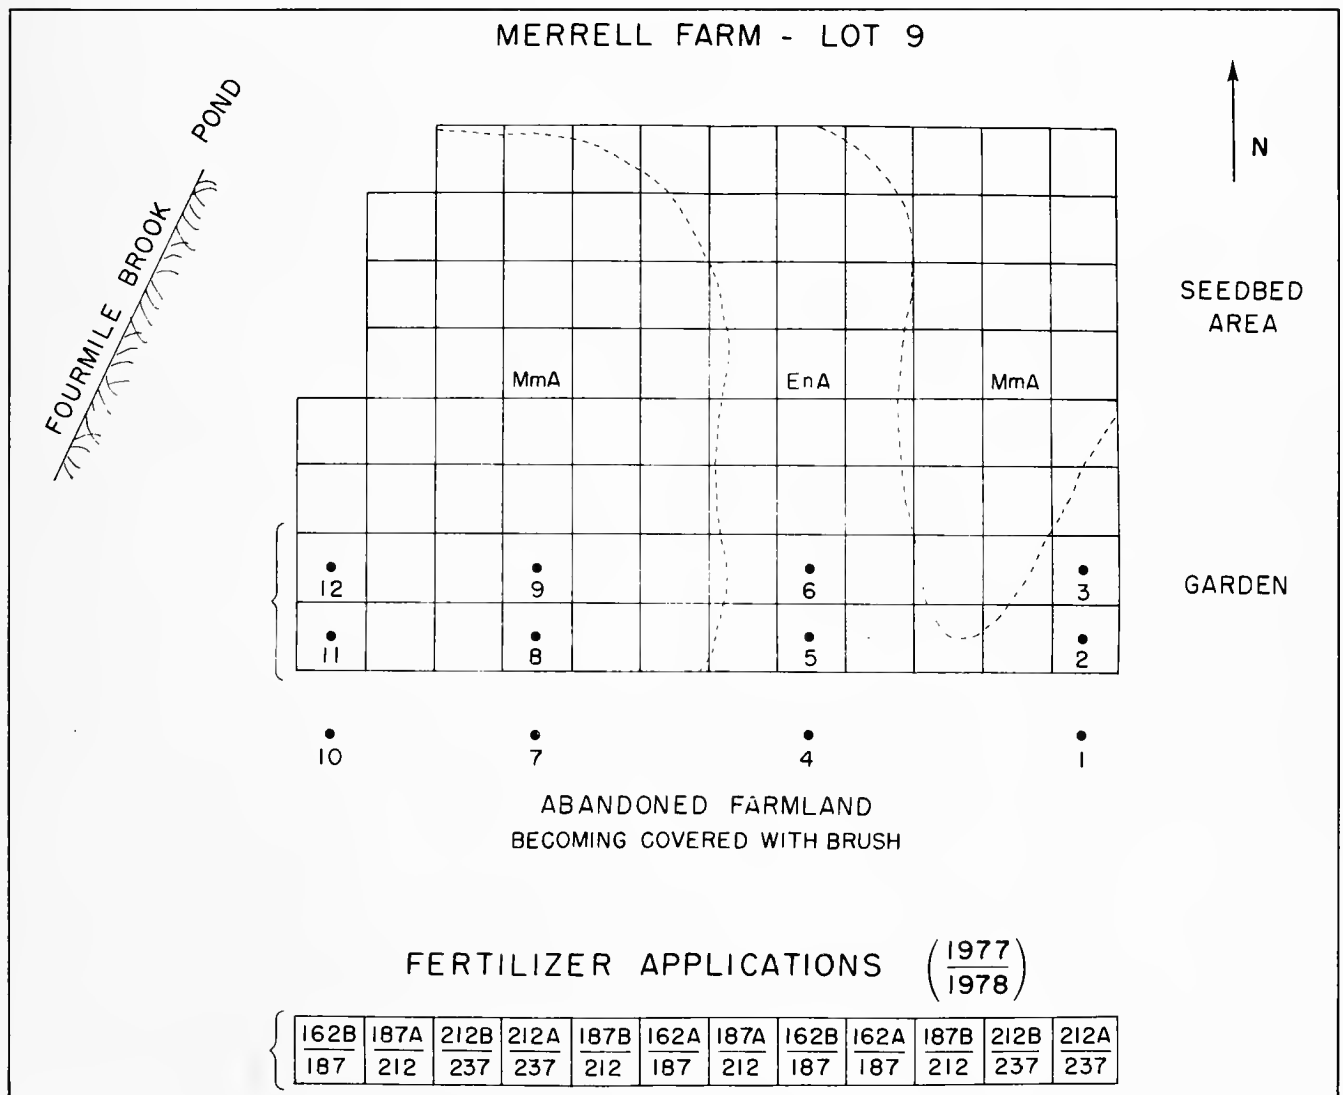 MERRELL FARM - LOT 9
N
FOURMILE BROOK POND
SEEDBED
AREA
MmA EnA MmA
12 9 6 3
GARDEN
11 8 5 2
10 7 4 1
ABANDONED FARMLAND
BECOMING COVERED WITH BRUSH
FERTILIZER APPLICATIONS (1977/1978)
162B 187A 212B 212A 187B 162A 187A 162B 162A 187B 212B 212A
187 212 237 237 212 187 212 187 187 212 237 237